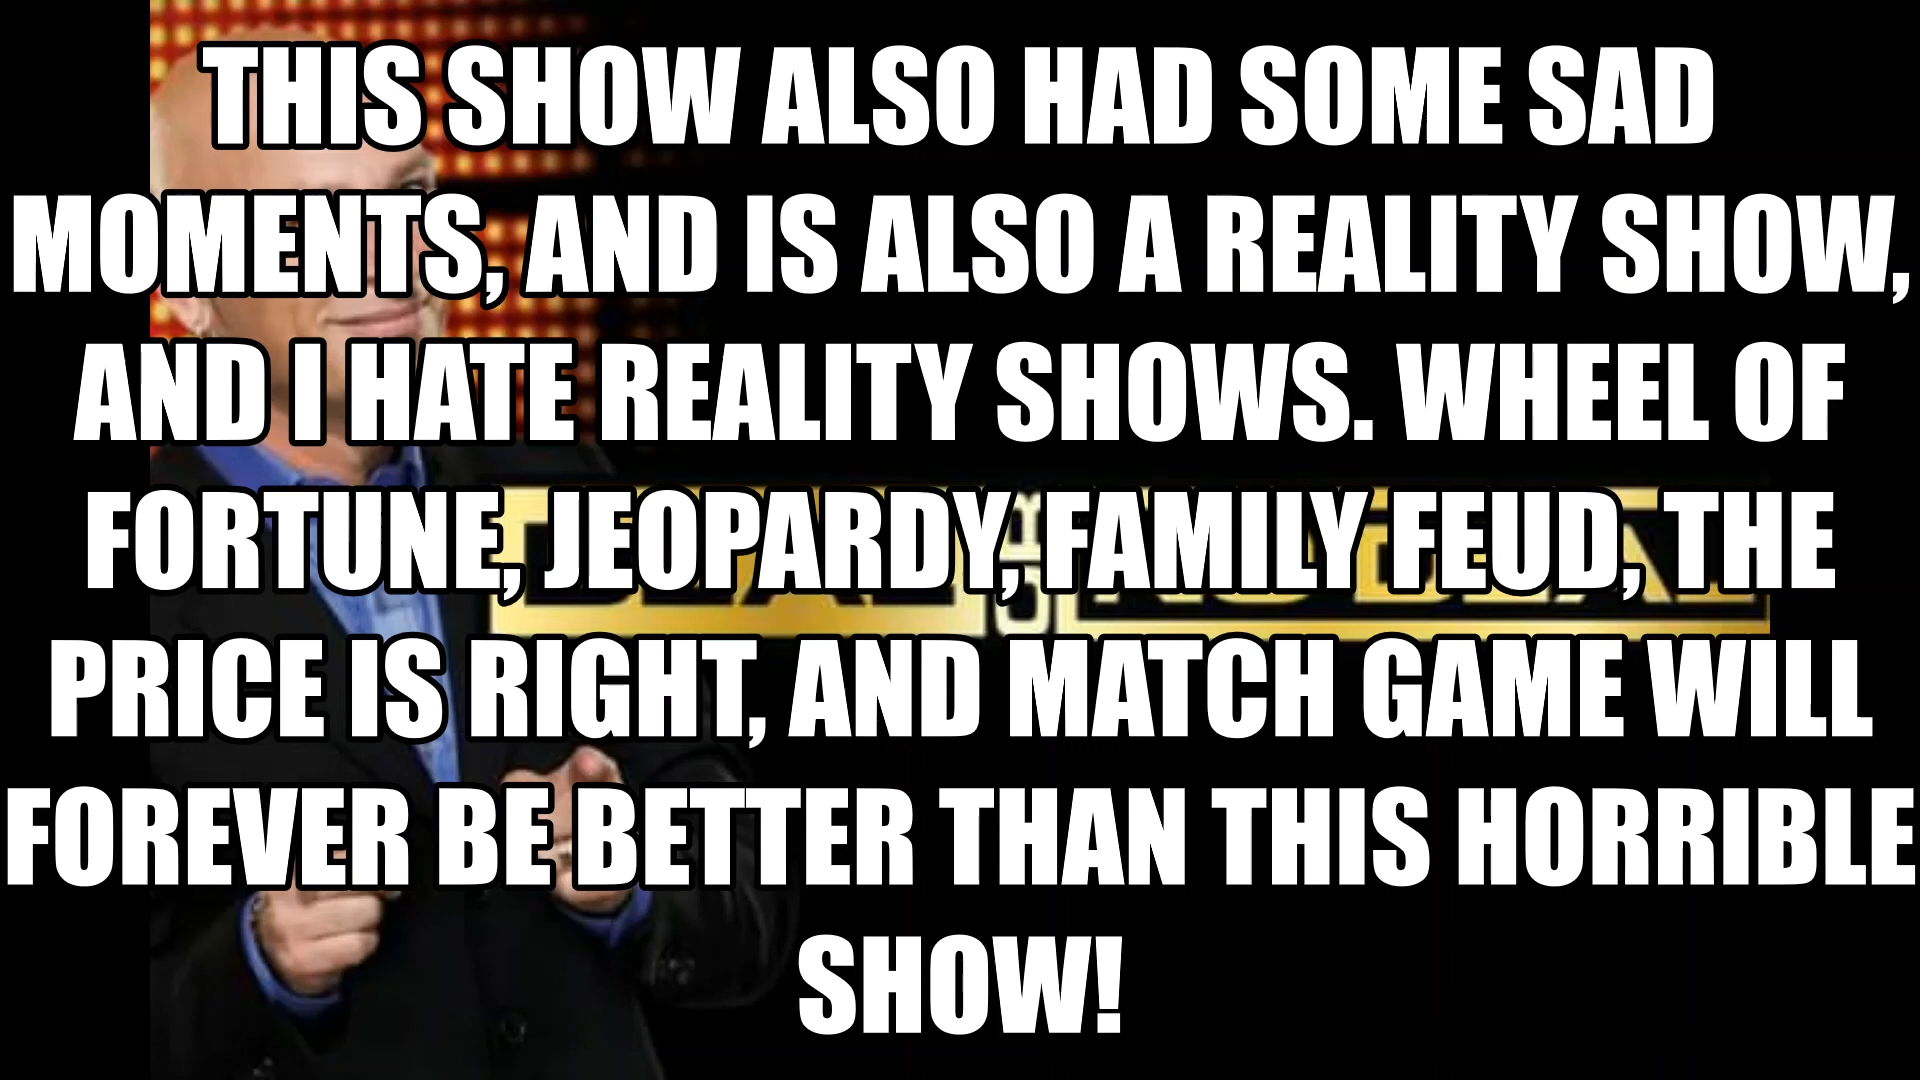 THIS SHOW ALSO HAD SOME SAD
MOMENTS, AND IS ALSO A REALITY SHOW,
AND I HATE REALITY SHOWS. WHEEL OF
FORTUNE, JEOPARDY, FAMILY FEUD, THE
PRICE IS RIGHT, AND MATCH GAME WILL
FOREVER BE BETTER THAN THIS HORRIBLE
SHOW!